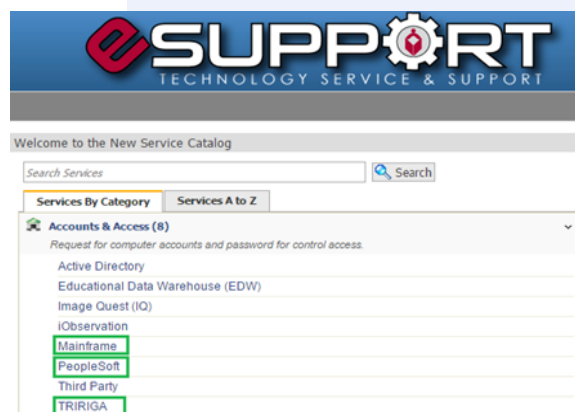 eSUPPORT
TECHNOLOGY SERVICE & SUPPORT
Welcome to the New Service Catalog
Search Services
Search
Services By Category
Services A to Z
Accounts & Access (8)
Request for computer accounts and password for control access.
Active Directory
Educational Data Warehouse (EDW)
Image Quest (IQ)
iObservation
Mainframe
PeopleSoft
Third Party
TRIRIGA